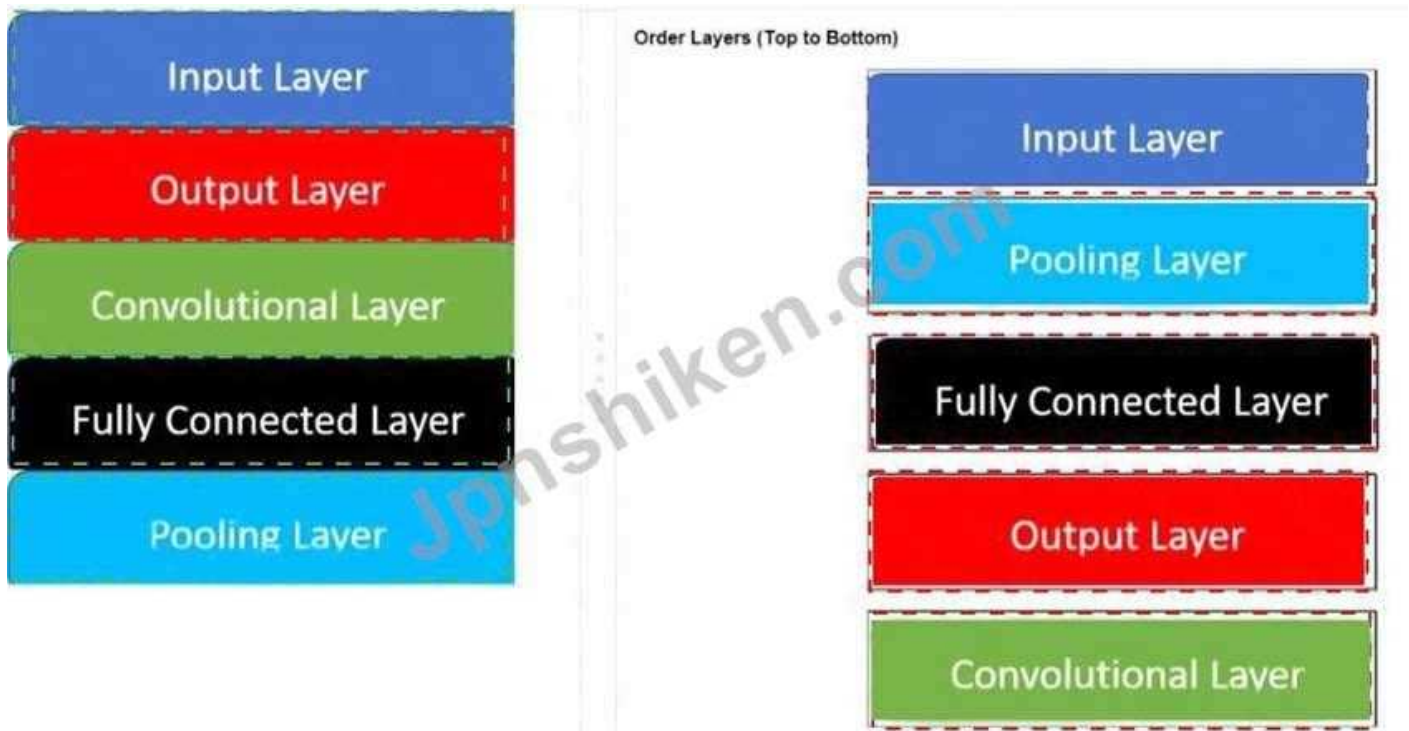 Input Layer
Output Layer
Convolutional Layer
Fully Connected Layer
Pooling Layer
Order Layers (Top to Bottom)
Input Layer
Pooling Layer
Fully Connected Layer
Output Layer
Convolutional Layer
Jpnshiken.com